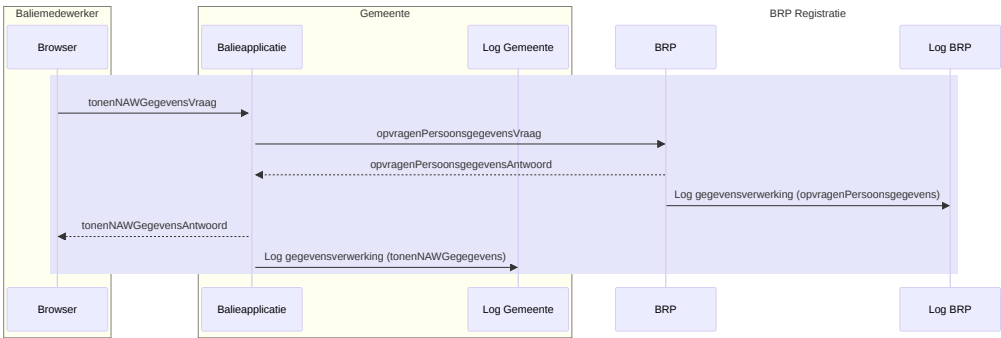 Baliemedewerker
Gemeente
BRP Registratie
Browser
Balieapplicatie
Log Gemeente
BRP
Log BRP
tonenNAWGegevensVraag
opvragenPersoonsgegevensVraag
opvragenPersoonsgegevensAntwoord
Log gegevensverwerking (opvragenPersoonsgegevens)
tonenNAWGegevensAntwoord
Log gegevensverwerking (tonenNAWGegegevens)
Browser
Balieapplicatie
Log Gemeente
BRP
Log BRP